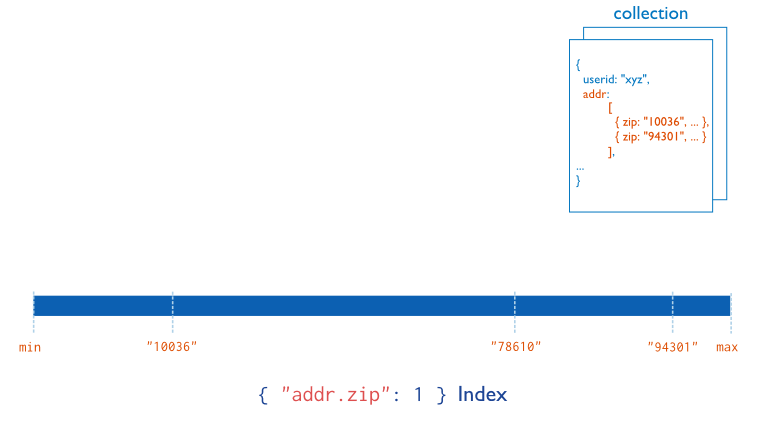 collection
{
userid: "xyz",
addr:
[
{ zip: "10036", ... },
{ zip: "94301", ... }
],
...
}
min "10036" "78610" "94301" max
{ "addr.zip": 1 } Index